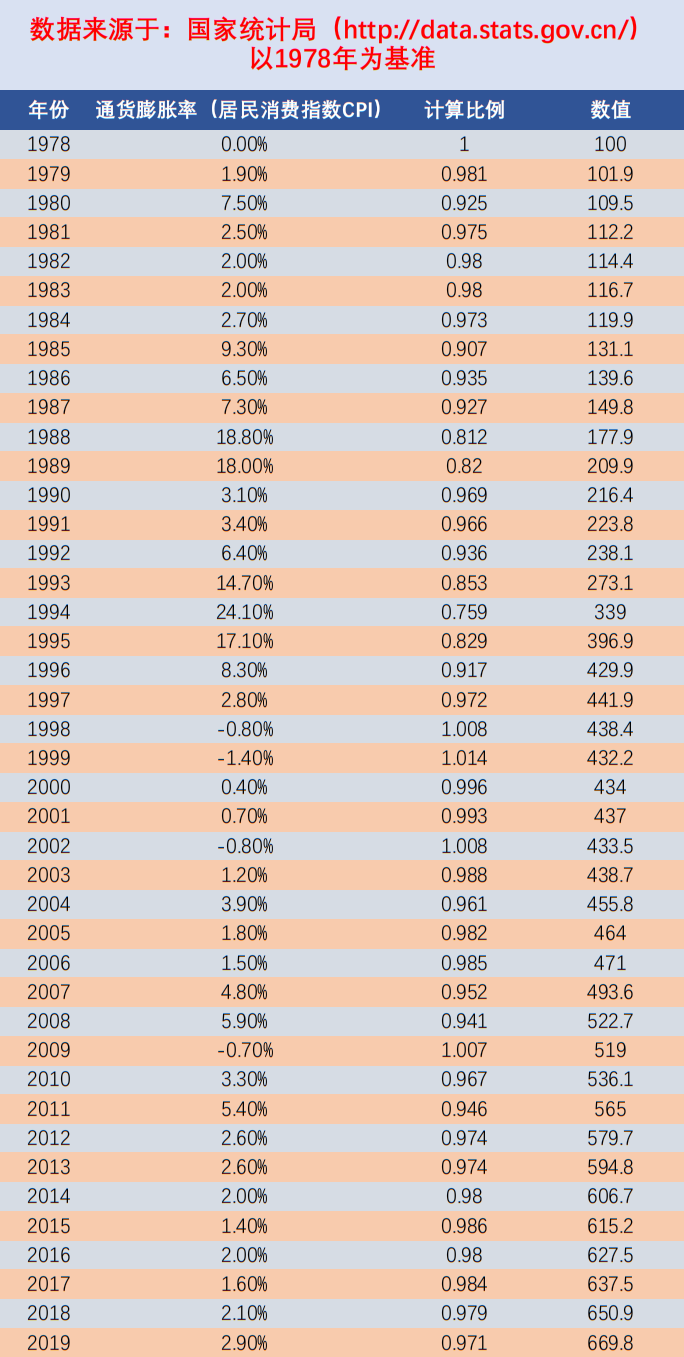 数据来源于：国家统计局（http://data.stats.gov.cn/）
以1978年为基准
年份 通货膨胀率（居民消费指数CPI） 计算比例 数值
1978 0.00% 1 100
1979 1.90% 0.981 101.9
1980 7.50% 0.925 109.5
1981 2.50% 0.975 112.2
1982 2.00% 0.98 114.4
1983 2.00% 0.98 116.7
1984 2.70% 0.973 119.9
1985 9.30% 0.907 131.1
1986 6.50% 0.935 139.6
1987 7.30% 0.927 149.8
1988 18.80% 0.812 177.9
1989 18.00% 0.82 209.9
1990 3.10% 0.969 216.4
1991 3.40% 0.966 223.8
1992 6.40% 0.936 238.1
1993 14.70% 0.853 273.1
1994 24.10% 0.759 339
1995 17.10% 0.829 396.9
1996 8.30% 0.917 429.9
1997 2.80% 0.972 441.9
1998 -0.80% 1.008 438.4
1999 -1.40% 1.014 432.2
2000 0.40% 0.996 434
2001 0.70% 0.993 437
2002 -0.80% 1.008 433.5
2003 1.20% 0.988 438.7
2004 3.90% 0.961 455.8
2005 1.80% 0.982 464
2006 1.50% 0.985 471
2007 4.80% 0.952 493.6
2008 5.90% 0.941 522.7
2009 -0.70% 1.007 519
2010 3.30% 0.967 536.1
2011 5.40% 0.946 565
2012 2.60% 0.974 579.7
2013 2.60% 0.974 594.8
2014 2.00% 0.98 606.7
2015 1.40% 0.986 615.2
2016 2.00% 0.98 627.5
2017 1.60% 0.984 637.5
2018 2.10% 0.979 650.9
2019 2.90% 0.971 669.8